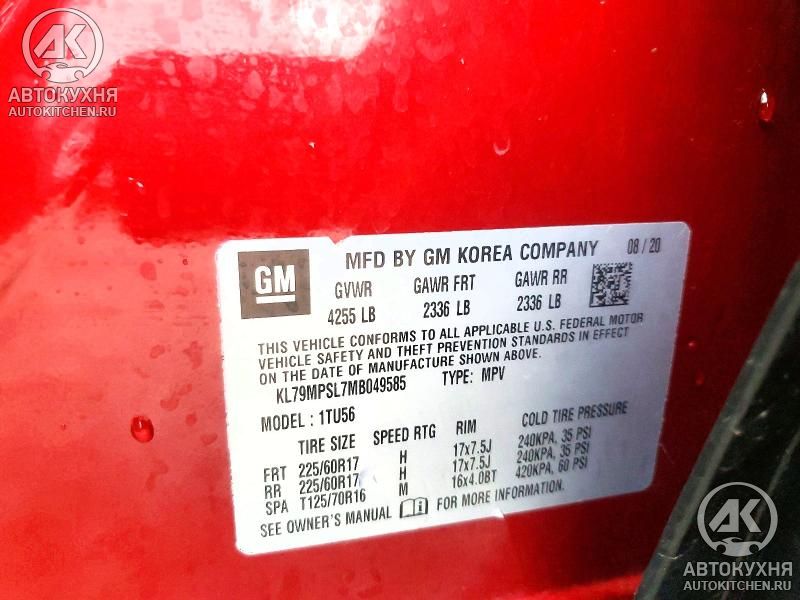 АК
АВТОКУХНЯ
AUTOKITCHEN.RU
GM
MFD BY GM KOREA COMPANY 08 / 20
GVWR GAWR FRT GAWR RR
4255 LB 2336 LB 2336 LB
THIS VEHICLE CONFORMS TO ALL APPLICABLE U.S. FEDERAL MOTOR
VEHICLE SAFETY AND THEFT PREVENTION STANDARDS IN EFFECT
ON THE DATE OF MANUFACTURE SHOWN ABOVE.
KL79MPSL7MB049585 TYPE: MPV
MODEL : 1TU56
TIRE SIZE SPEED RTG RIM COLD TIRE PRESSURE
FRT 225/60R17 H 17x7.5J 240KPA, 35 PSI
RR 225/60R17 H 17x7.5J 240KPA, 35 PSI
SPA T125/70R16 M 16x4.0BT 420KPA, 60 PSI
SEE OWNER'S MANUAL FOR MORE INFORMATION.
АК
АВТОКУХНЯ
AUTOKITCHEN.RU